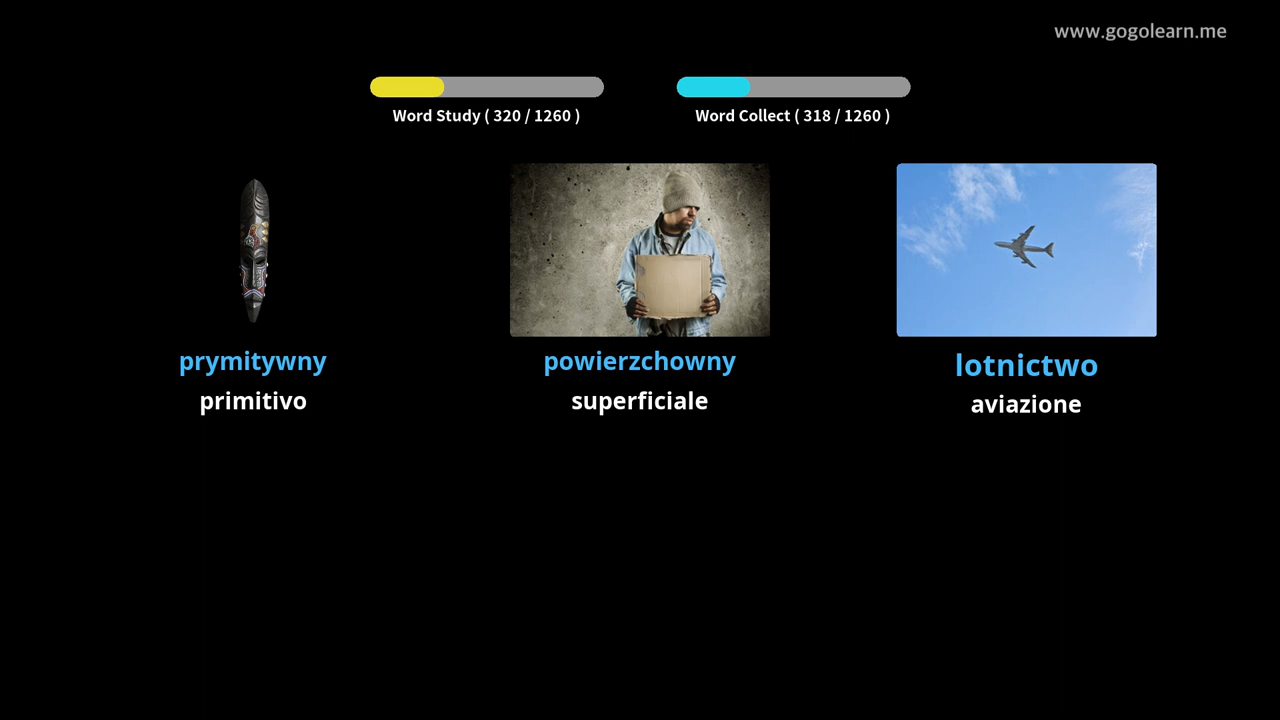 www.gogolearn.me
Word Study ( 320 / 1260 )
Word Collect ( 318 / 1260 )
prymitywny
primitivo
powierzchowny
superficiale
lotnictwo
aviazione